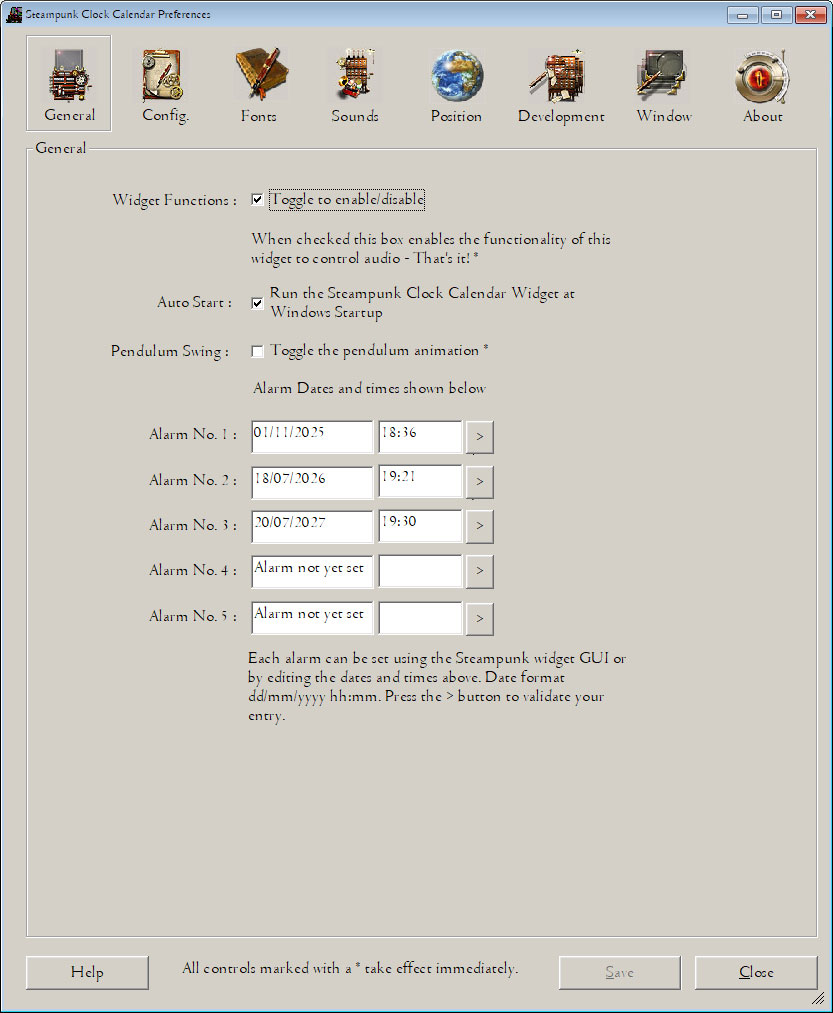 Steampunk Clock Calendar Preferences
General Config. Fonts Sounds Position Development Window About
General
Widget Functions : Toggle to enable/disable
When checked this box enables the functionality of this
widget to control audio - That's it! *
Auto Start : Run the Steampunk Clock Calendar Widget at
Windows Startup
Pendulum Swing : Toggle the pendulum animation *
Alarm Dates and times shown below
Alarm No. 1 : 01/11/2025 18:36 >
Alarm No. 2 : 18/07/2026 19:21 >
Alarm No. 3 : 20/07/2027 19:30 >
Alarm No. 4 : Alarm not yet set >
Alarm No. 5 : Alarm not yet set >
Each alarm can be set using the Steampunk widget GUI or
by editing the dates and times above. Date format
dd/mm/yyyy hh:mm. Press the > button to validate your
entry.
Help All controls marked with a * take effect immediately. Save Close